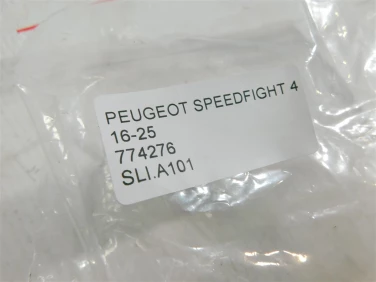 PEUGEOT SPEEDFIGHT 4
16-25
774276
SLI.A101